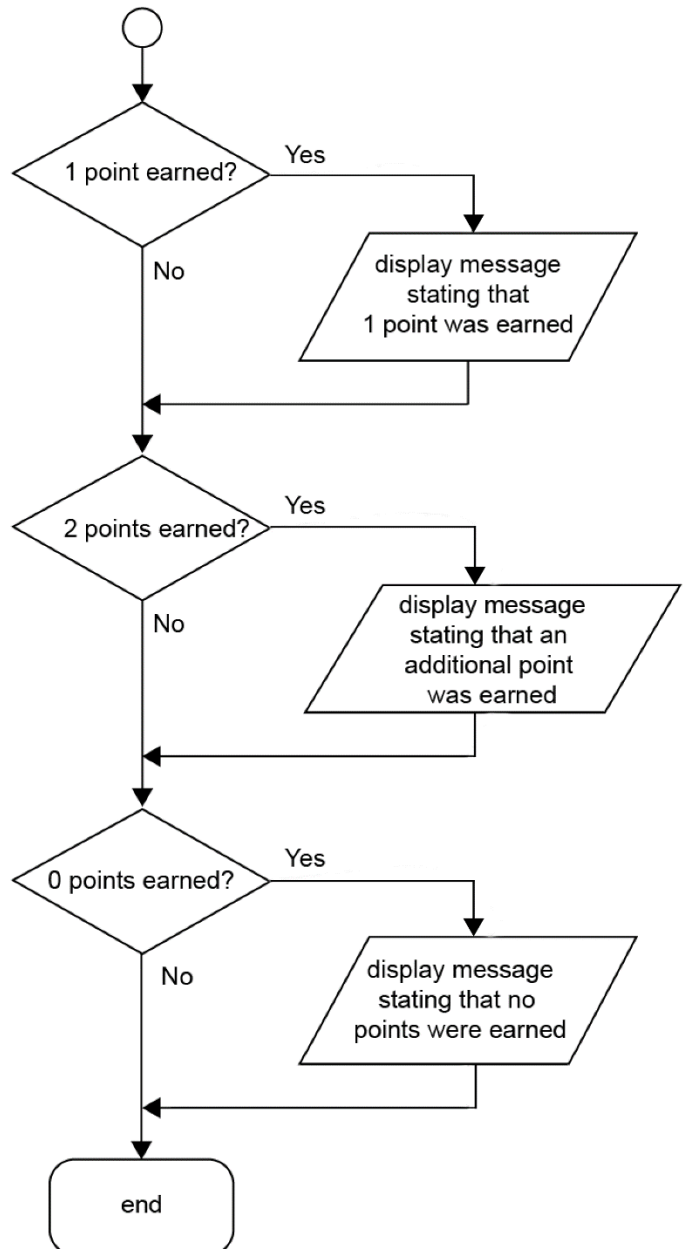 1 point earned?
Yes
display message
stating that
1 point was earned
No
2 points earned?
Yes
display message
stating that an
additional point
was earned
No
0 points earned?
Yes
display message
stating that no
points were earned
No
end